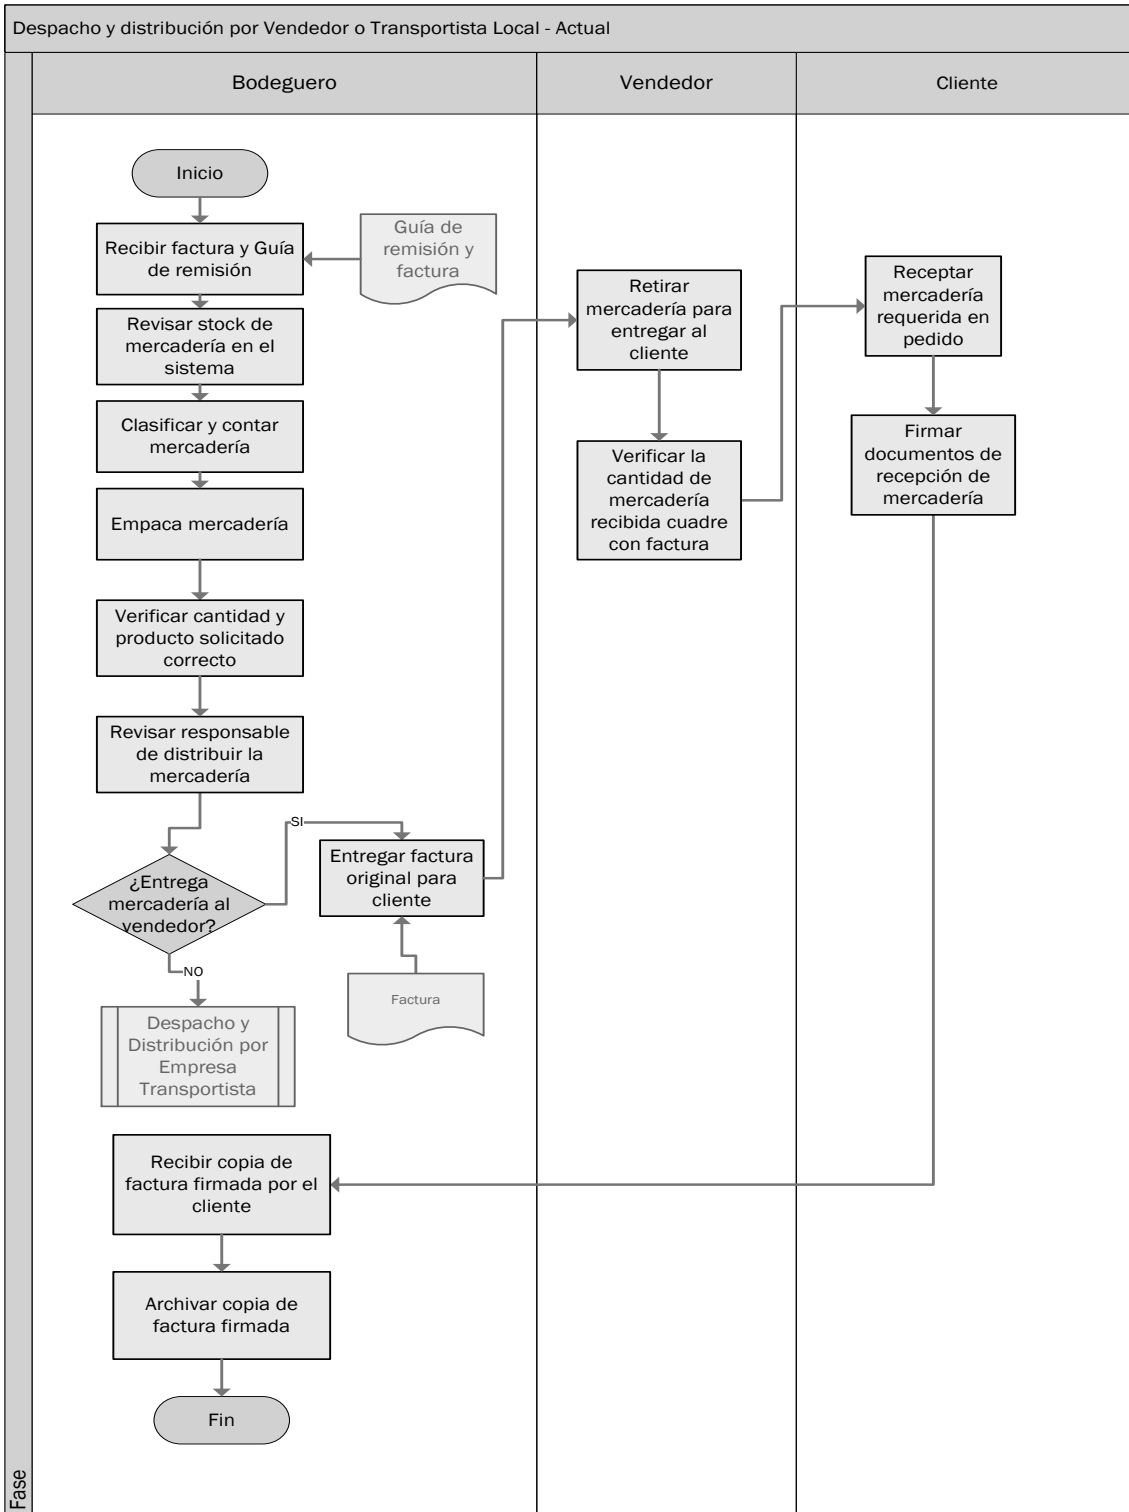 Despacho y distribución por Vendedor o Transportista Local - Actual
Bodeguero
Vendedor
Cliente
Inicio
Recibir factura y Guía
de remisión
Guía de
remisión y
factura
Revisar stock de
mercadería en el
sistema
Clasificar y contar
mercadería
Empaca mercadería
Verificar cantidad y
producto solicitado
correcto
Revisar responsable
de distribuir la
mercadería
¿Entrega
mercadería al
vendedor?
SI
NO
Entregar factura
original para
cliente
Factura
Despacho y
Distribución por
Empresa
Transportista
Retirar
mercadería para
entregar al
cliente
Verificar la
cantidad de
mercadería
recibida cuadre
con factura
Receptar
mercadería
requerida en
pedido
Firmar
documentos de
recepción de
mercadería
Recibir copia de
factura firmada por el
cliente
Archivar copia de
factura firmada
Fin
Fase